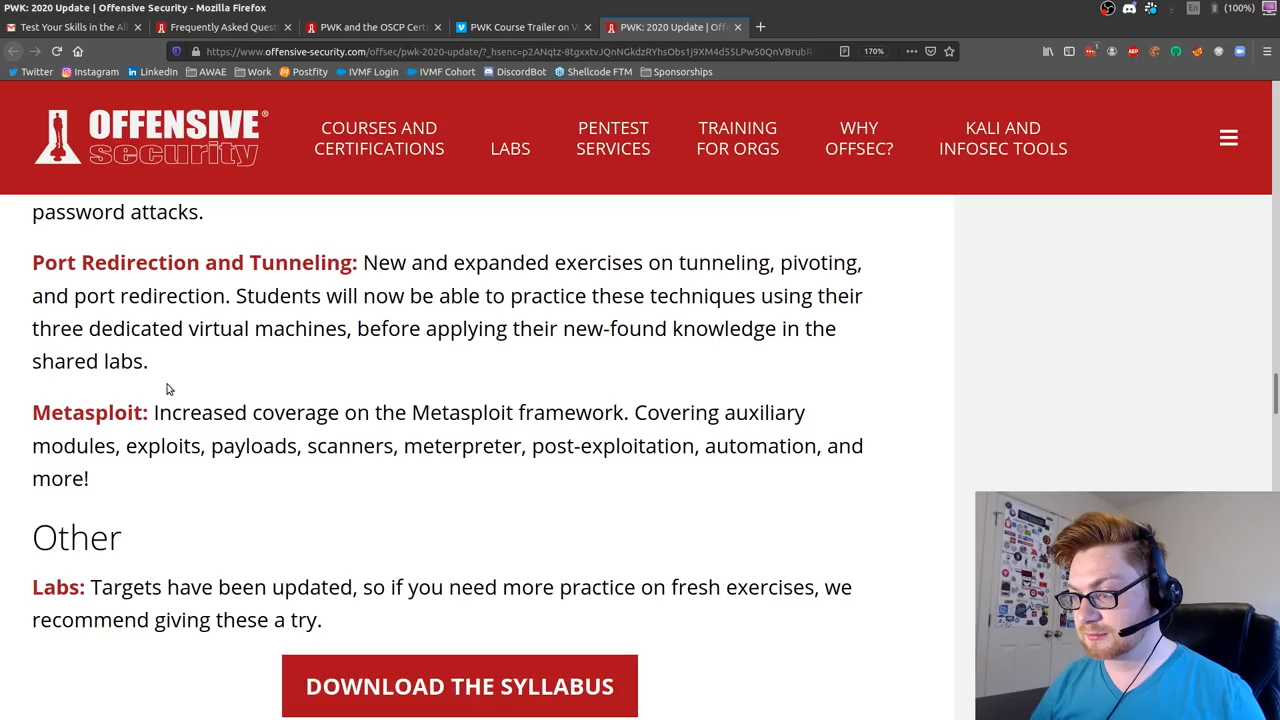 PWK: 2020 Update | Offensive Security - Mozilla Firefox
En (100%)
Test Your Skills in the All
Frequently Asked Quest
PWK and the OSCP Cert
PWK Course Trailer on V
PWK: 2020 Update | Offe
https://www.offensive-security.com/offsec/pwk-2020-update/?_hsenc=
170%
Twitter Instagram LinkedIn AWAE Work Postfity IVMF Login IVMF Cohort DiscordBot Shellcode FTM Sponsorships
OFFENSIVE®
security
COURSES AND
CERTIFICATIONS
LABS
PENTEST
SERVICES
TRAINING
FOR ORGS
WHY
OFFSEC?
KALI AND
INFOSEC TOOLS
password attacks.
Port Redirection and Tunneling: New and expanded exercises on tunneling, pivoting,
and port redirection. Students will now be able to practice these techniques using their
three dedicated virtual machines, before applying their new-found knowledge in the
shared labs.
Metasploit: Increased coverage on the Metasploit framework. Covering auxiliary
modules, exploits, payloads, scanners, meterpreter, post-exploitation, automation, and
more!
Other
Labs: Targets have been updated, so if you need more practice on fresh exercises, we
recommend giving these a try.
DOWNLOAD THE SYLLABUS